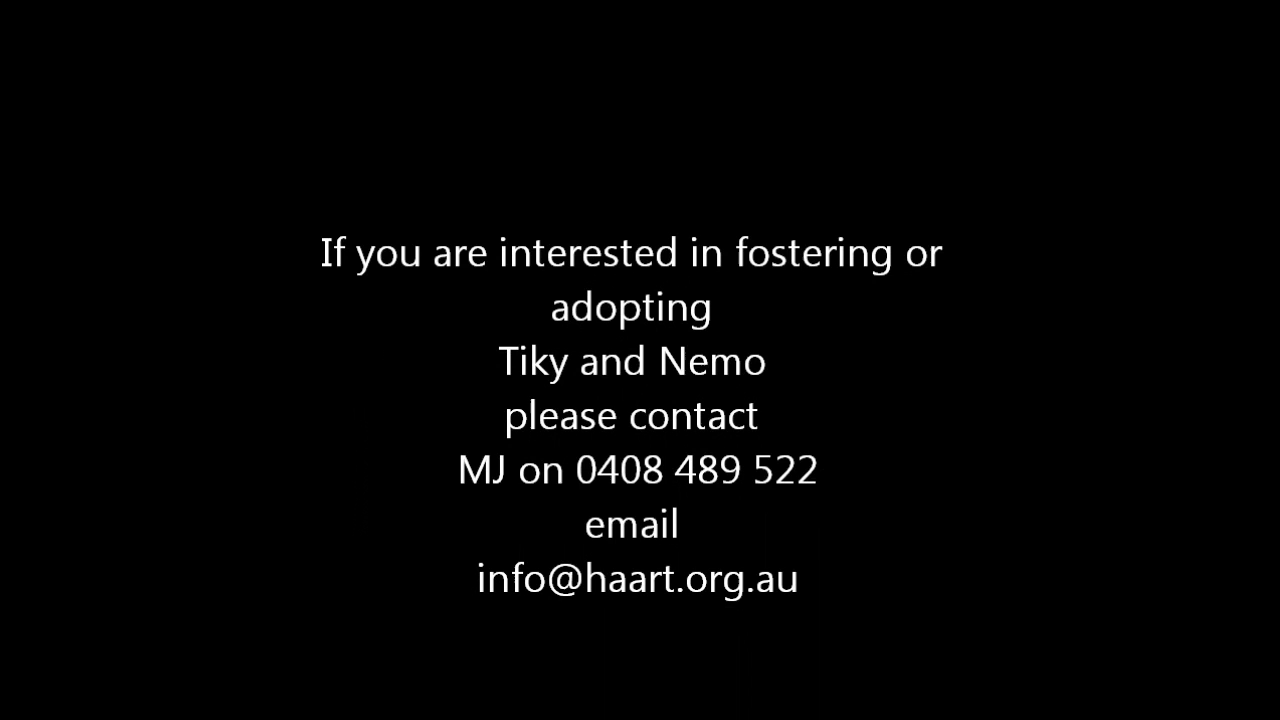 If you are interested in fostering or
adopting
Tiky and Nemo
please contact
MJ on 0408 489 522
email
info@haart.org.au